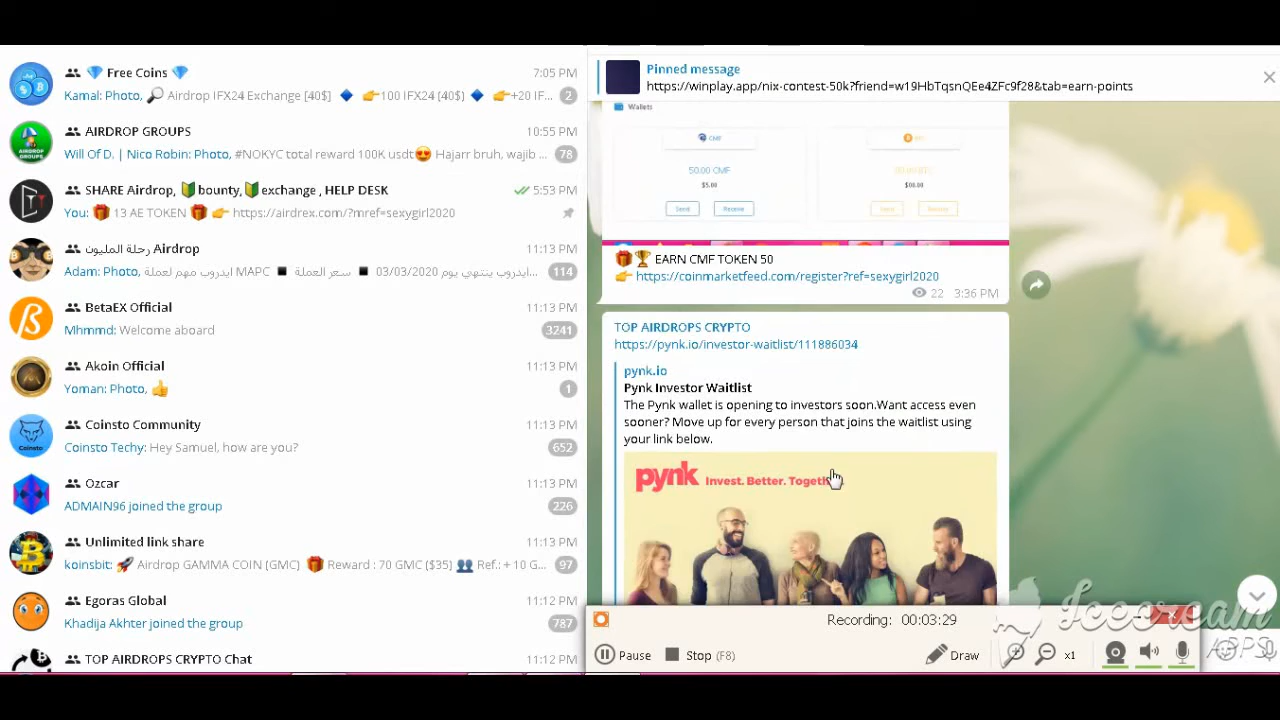 💎 Free Coins 💎 7:05 PM
Kamal: Photo, 🔎 Airdrop IFX24 Exchange [40$] 🔹 👉100 IFX24 [40$] 🔹 👉+20 IF... 2
AIRDROP GROUPS 10:55 PM
Will Of D. | Nico Robin: Photo, #NOKYC total reward 100K usdt😍 Hajarr bruh, wajib ... 78
SHARE Airdrop, 🔰bounty,🔰exchange , HELP DESK 5:53 PM
You: 🎁 13 AE TOKEN 🎁 👉 https://airdrex.com/?mref=sexygirl2020
رحلة المليون Airdrop 11:13 PM
Adam: Photo, ايدروب مهم لعملة MAPC ◾ سعر العملة ◾ ايدروب ينتهي يوم 03/03/2020... 114
BetaEX Official 11:13 PM
Mhmmd: Welcome aboard 3241
Akoin Official 11:13 PM
Yoman: Photo, 👍 1
Coinsto Community 11:13 PM
Coinsto Techy: Hey Samuel, how are you? 652
Ozcar 11:13 PM
ADMAIN96 joined the group 226
Unlimited link share 11:13 PM
koinsbit: 🚀 Airdrop GAMMA COIN (GMC) 🎁 Reward : 70 GMC ($35) 👥 Ref.: + 10 G... 97
Egoras Global 11:12 PM
Khadija Akhter joined the group 787
TOP AIRDROPS CRYPTO Chat 11:12 PM
Pinned message
https://winplay.app/nix-contest-50k?friend=w19HbTqsnQEe4ZFc9f28&tab=earn-points
Wallets
CMF
50.00 CMF
$5.00 $00.00
Send Receive
🎁🏆 EARN CMF TOKEN 50
👉 https://coinmarketfeed.com/register?ref=sexygirl2020
22 3:36 PM
TOP AIRDROPS CRYPTO
https://pynk.io/investor-waitlist/111886034
pynk.io
Pynk Investor Waitlist
The Pynk wallet is opening to investors soon.Want access even
sooner? Move up for every person that joins the waitlist using
your link below.
pynk Invest. Better. Togeth
Recording: 00:03:29
Pause Stop (F8) Draw x1
Icecream
APPS